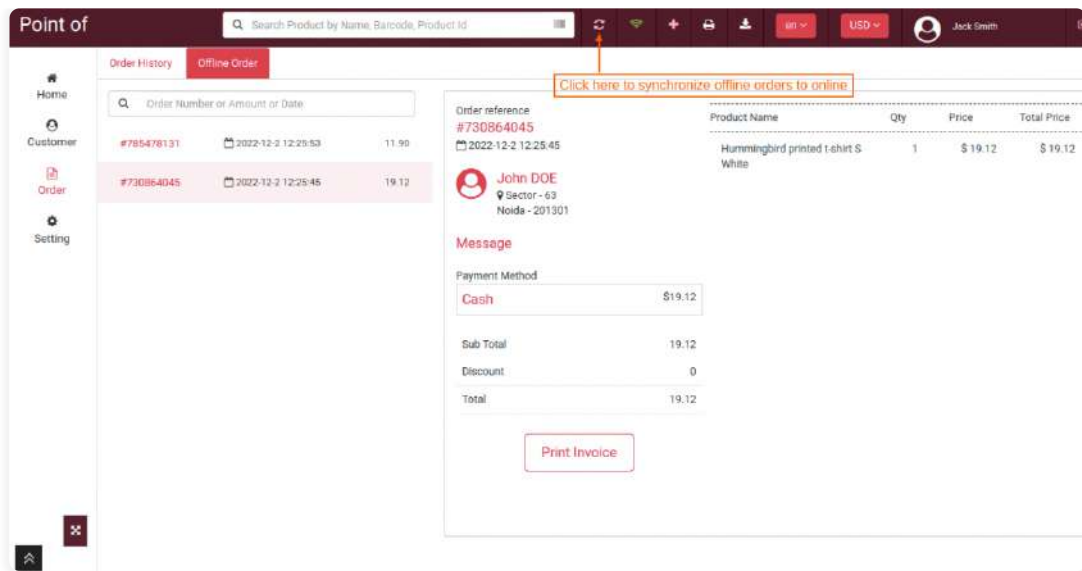 Point of
Search Product by Name, Barcode, Product Id
en
USD
Jack Smith
Order History
Offline Order
Click here to synchronize offline orders to online
Home
Customer
Order
Setting
Order Number or Amount or Date
#785478131 2022-12-2 12:25:53 11.90
#730864045 2022-12-2 12:25:45 19.12
Order reference
#730864045
2022-12-2 12:25:45
John DOE
Sector - 63
Noida - 201301
Message
Payment Method
Cash $19.12
Sub Total 19.12
Discount 0
Total 19.12
Print Invoice
Product Name Qty Price Total Price
Hummingbird printed t-shirt S 1 $ 19.12 $ 19.12
White